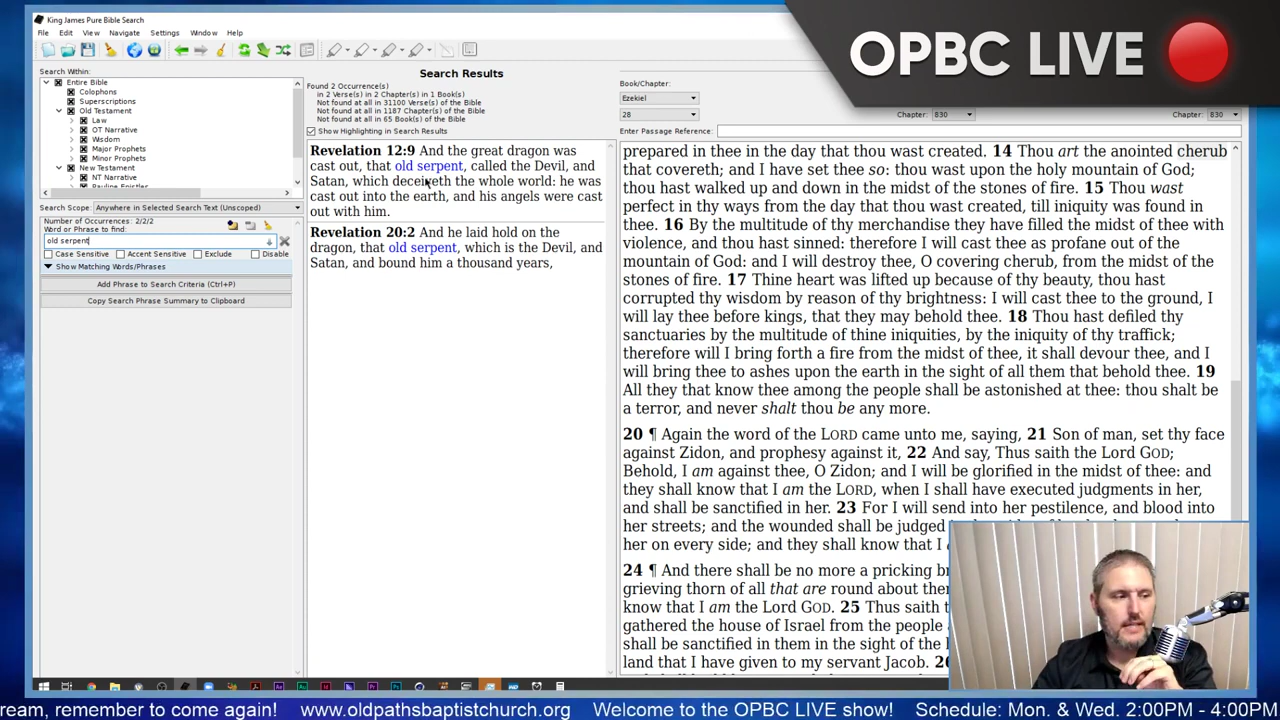 King James Pure Bible Search
File Edit View Navigate Settings Window Help
OPBC LIVE
Search Within:
Entire Bible
Colophons
Superscriptions
Old Testament
Law
OT Narrative
Wisdom
Major Prophets
Minor Prophets
New Testament
NT Narrative
Pauline Epistles
Search Scope: Anywhere in Selected Search Text (Unscoped)
Number of Occurrences: 2/2/2
Word or Phrase to find:
old serpent
Case Sensitive Accent Sensitive Exclude Disable
Show Matching Words/Phrases
Add Phrase to Search Criteria (Ctrl+P)
Copy Search Phrase Summary to Clipboard
Search Results
Found 2 Occurrence(s)
in 2 Verse(s) in 2 Chapter(s) in 1 Book(s)
Not found at all in 31100 Verse(s) of the Bible
Not found at all in 1187 Chapter(s) of the Bible
Not found at all in 65 Book(s) of the Bible
Show Highlighting in Search Results
Revelation 12:9 And the great dragon was
cast out, that old serpent, called the Devil, and
Satan, which deceiveth the whole world: he was
cast out into the earth, and his angels were cast
out with him.
Revelation 20:2 And he laid hold on the
dragon, that old serpent, which is the Devil, and
Satan, and bound him a thousand years,
Book/Chapter:
Ezekiel
28 Chapter: 830 Chapter: 830
Enter Passage Reference:
prepared in thee in the day that thou wast created. 14 Thou art the anointed cherub
that covereth; and I have set thee so: thou wast upon the holy mountain of God;
thou hast walked up and down in the midst of the stones of fire. 15 Thou wast
perfect in thy ways from the day that thou wast created, till iniquity was found in
thee. 16 By the multitude of thy merchandise they have filled the midst of thee with
violence, and thou hast sinned: therefore I will cast thee as profane out of the
mountain of God: and I will destroy thee, O covering cherub, from the midst of the
stones of fire. 17 Thine heart was lifted up because of thy beauty, thou hast
corrupted thy wisdom by reason of thy brightness: I will cast thee to the ground, I
will lay thee before kings, that they may behold thee. 18 Thou hast defiled thy
sanctuaries by the multitude of thine iniquities, by the iniquity of thy traffick;
therefore will I bring forth a fire from the midst of thee, it shall devour thee, and I
will bring thee to ashes upon the earth in the sight of all them that behold thee. 19
All they that know thee among the people shall be astonished at thee: thou shalt be
a terror, and never shalt thou be any more.
20 ¶ Again the word of the LORD came unto me, saying, 21 Son of man, set thy face
against Zidon, and prophesy against it, 22 And say, Thus saith the Lord GOD;
Behold, I am against thee, O Zidon; and I will be glorified in the midst of thee: and
they shall know that I am the LORD, when I shall have executed judgments in her,
and shall be sanctified in her. 23 For I will send into her pestilence, and blood into
her streets; and the wounded shall be judged
her on every side; and they shall know that I
24 ¶ And there shall be no more a pricking
grieving thorn of all that are round about
know that I am the Lord GOD. 25 Thus saith
gathered the house of Israel from the people
shall be sanctified in them in the sight of the
land that I have given to my servant Jacob.
ream, remember to come again! www.oldpathsbaptistchurch.org Welcome to the OPBC LIVE show! Schedule: Mon. & Wed. 2:00PM - 4:00PM